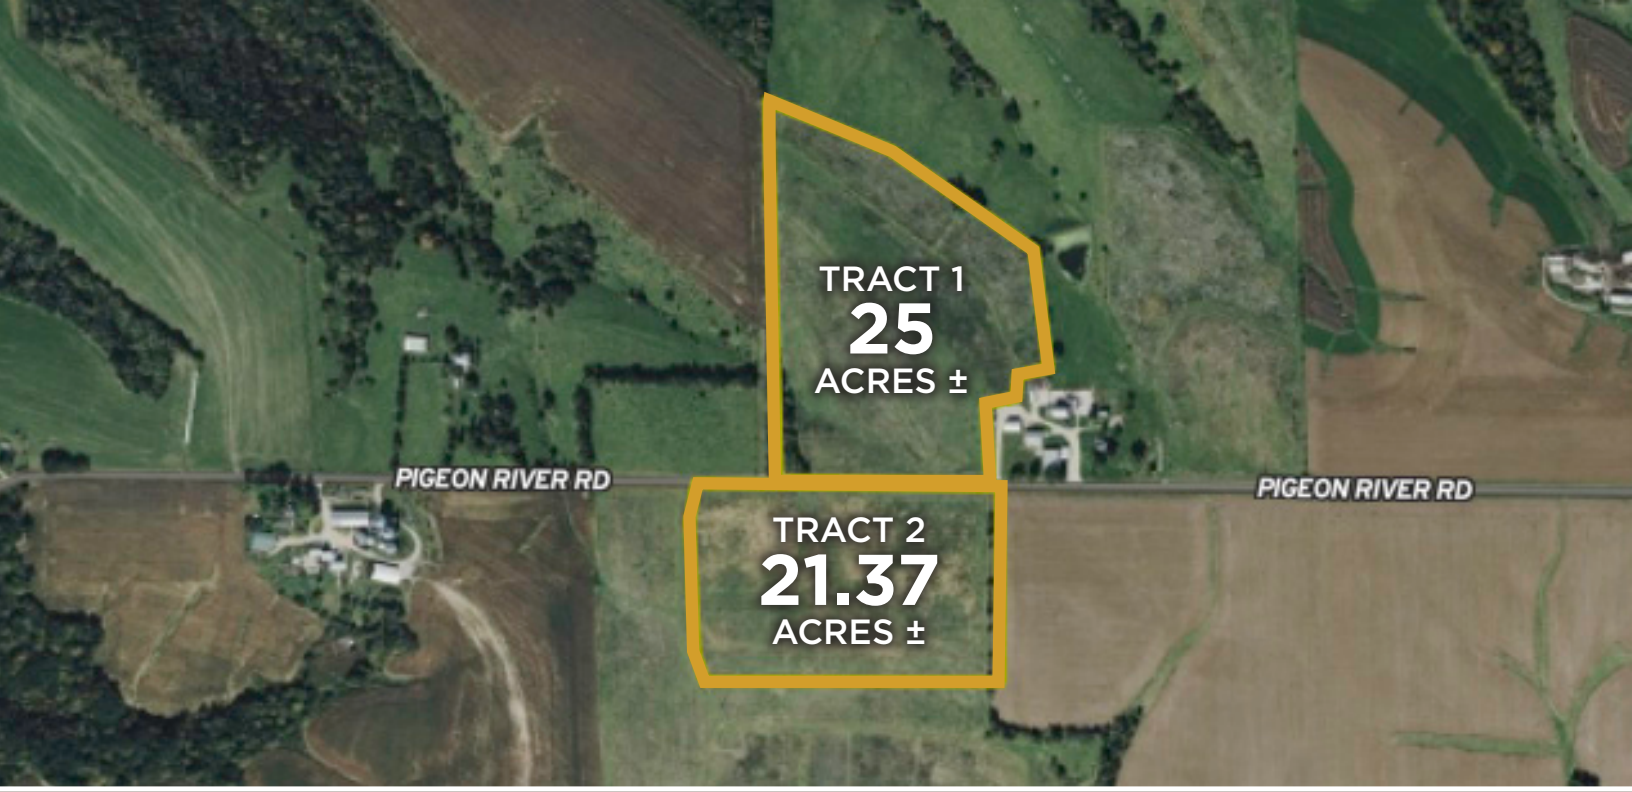 TRACT 1
25
ACRES ±
PIGEON RIVER RD
PIGEON RIVER RD
TRACT 2
21.37
ACRES ±